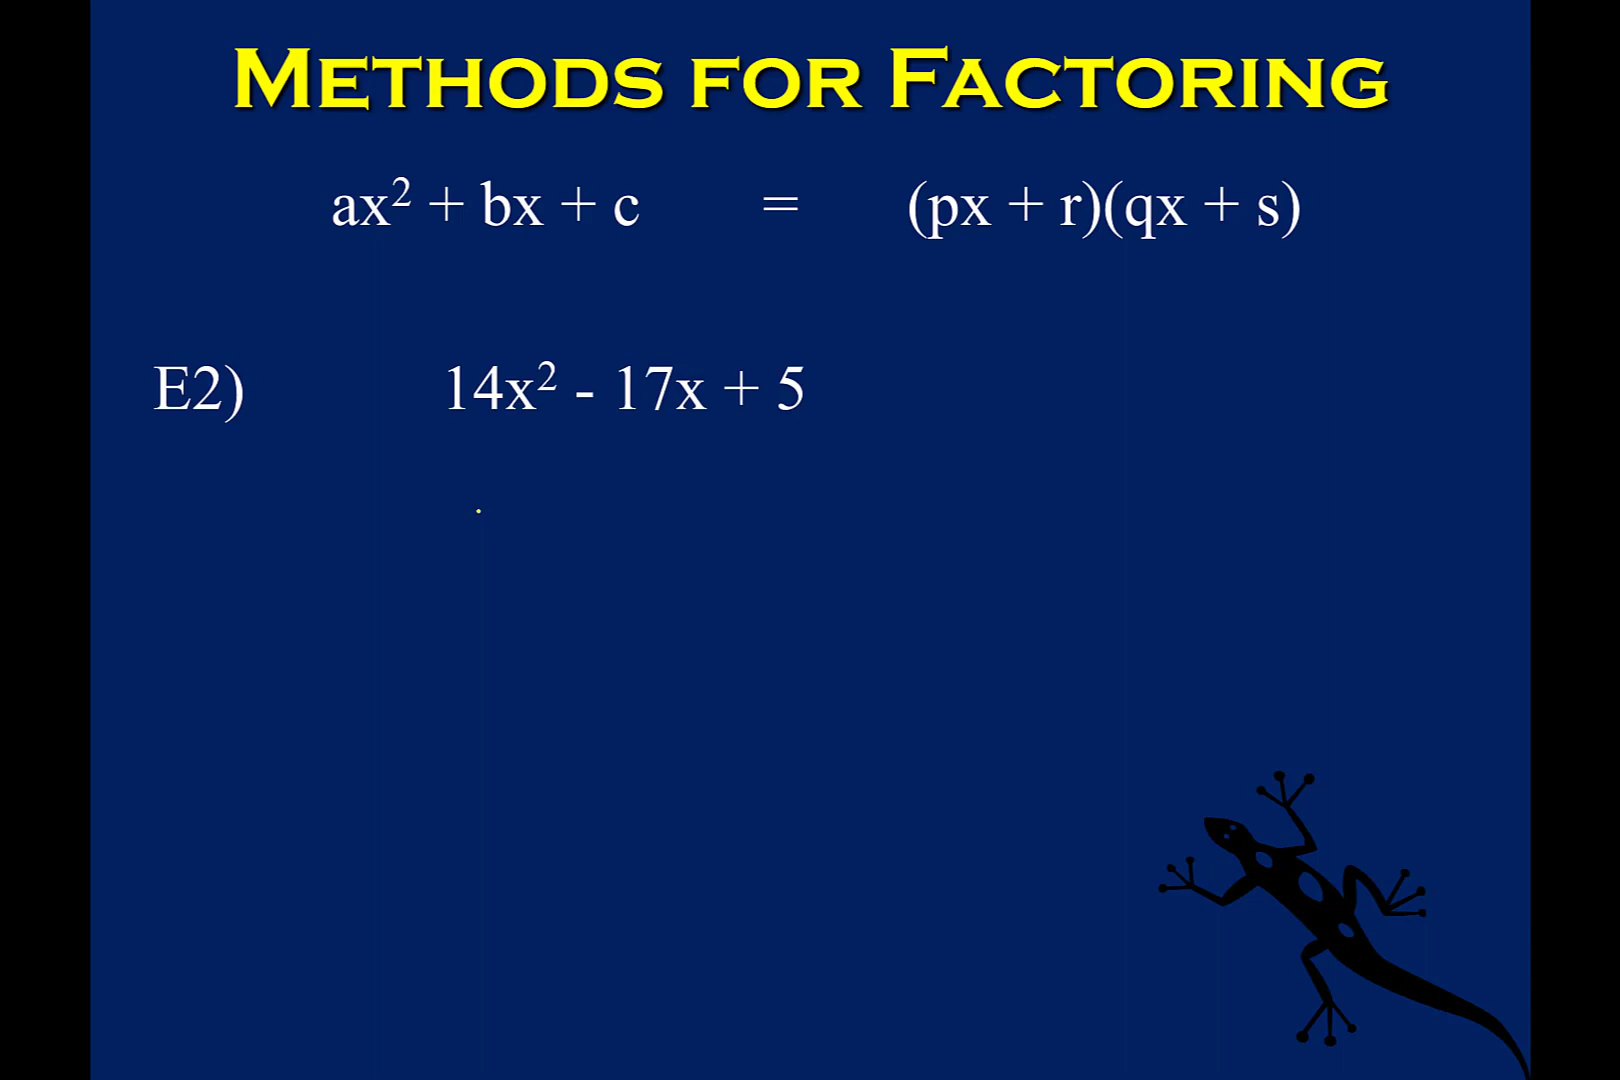 METHODS FOR FACTORING
ax² + bx + c = (px + r)(qx + s)
E2) 14x² - 17x + 5